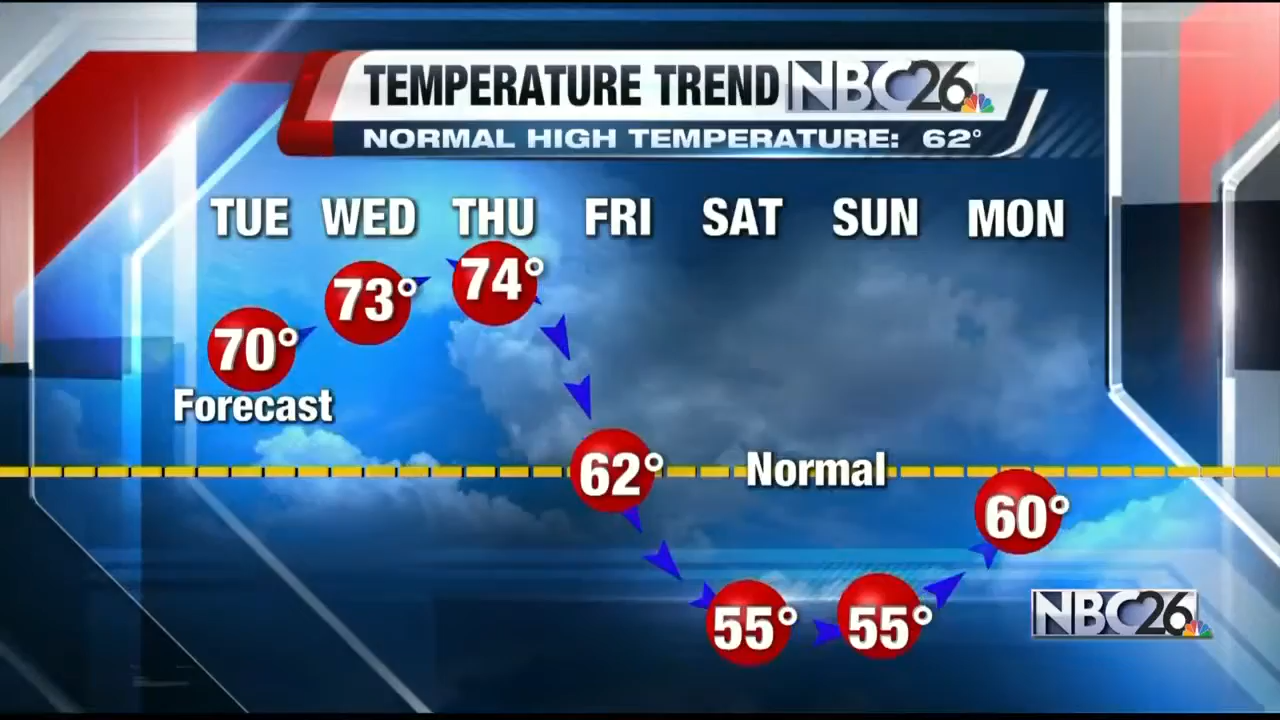 TEMPERATURE TREND NBC26
NORMAL HIGH TEMPERATURE: 62°
TUE WED THU FRI SAT SUN MON
70° 73° 74° 62° 55° 55° 60°
Forecast
Normal
NBC26